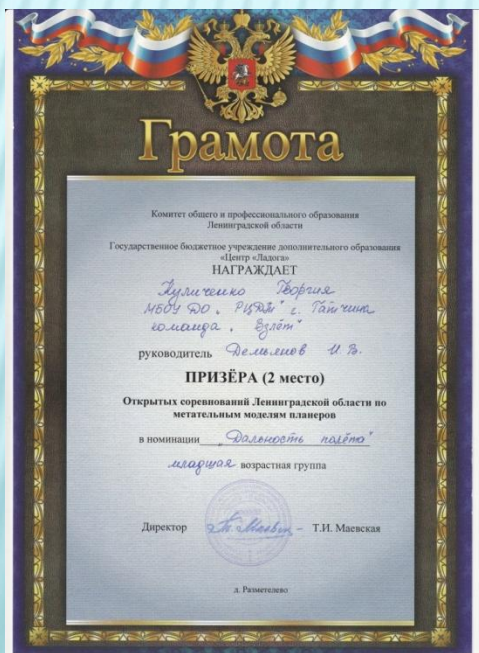 Грамота
Комитет общего и профессионального образования
Ленинградской области
Государственное бюджетное учреждение дополнительного образования
«Центр «Ладога»
НАГРАЖДАЕТ
Куличенко Георгия
МБОУ ДО „РЦДТТ" г. Гатчина
команда „Взлёт"
руководитель Демьянов И.В.
ПРИЗЁРА (2 место)
Открытых соревнований Ленинградской области по
метательным моделям планеров
в номинации „Дальность полёта"
младшая возрастная группа
Директор Т.И. Маевская
д. Разметелево